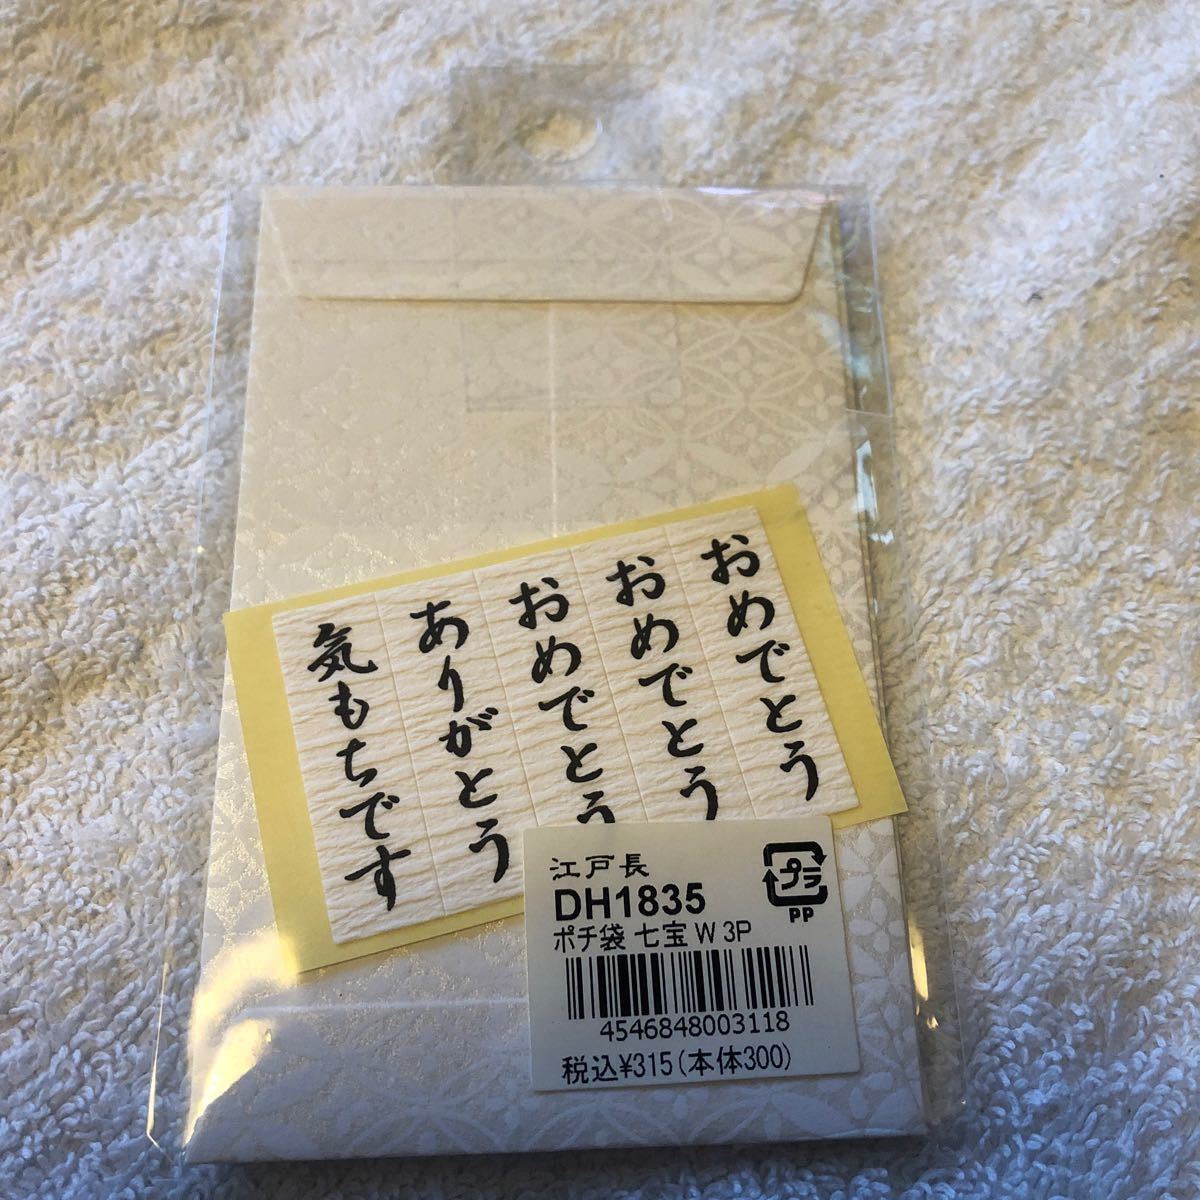 おめでとう
おめでとう
おめでとう
ありがとう
気もちです
江戸長
DH1835
プラ
PP
ポチ袋 七宝 W 3P
4546848003118
税込¥315(本体300)